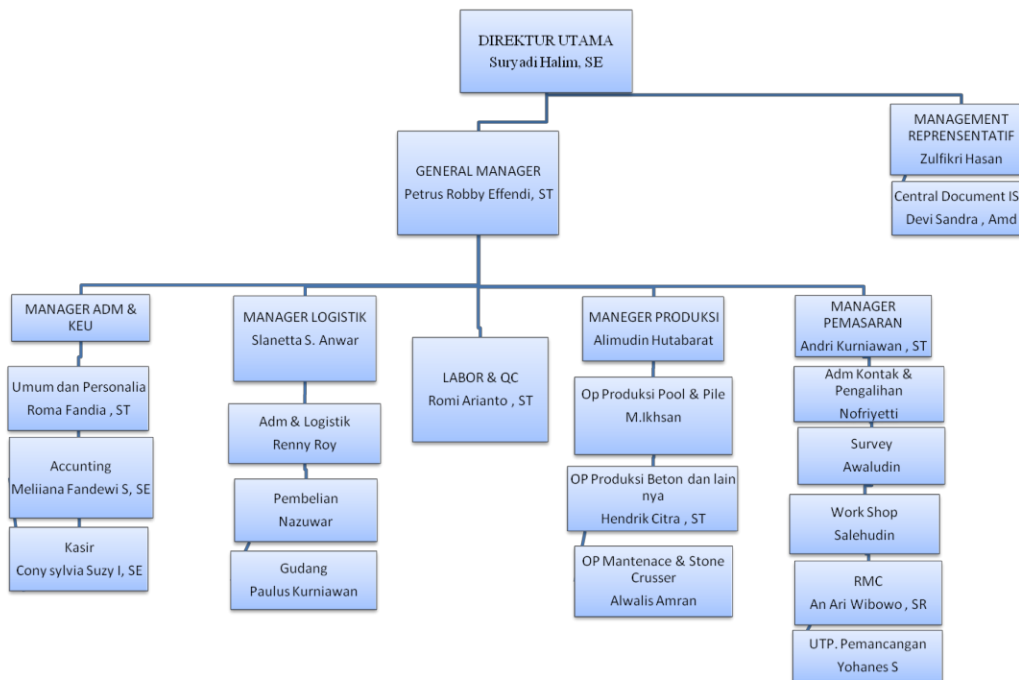 DIREKTUR UTAMA
Suryadi Halim, SE
MANAGEMENT
REPRENSENTATIF
Zulfikri Hasan
Central Document IS
Devi Sandra , Amd
GENERAL MANAGER
Petrus Robby Effendi, ST
MANAGER ADM &
KEU
Umum dan Personalia
Roma Fandia , ST
Accunting
Meliiana Fandewi S, SE
Kasir
Cony sylvia Suzy I, SE
MANAGER LOGISTIK
Slanetta S. Anwar
Adm & Logistik
Renny Roy
Pembelian
Nazuwar
Gudang
Paulus Kurniawan
LABOR & QC
Romi Arianto , ST
MANEGER PRODUKSI
Alimudin Hutabarat
Op Produksi Pool & Pile
M.Ikhsan
OP Produksi Beton dan lain
nya
Hendrik Citra , ST
OP Mantenace & Stone
Crusser
Alwalis Amran
MANAGER
PEMASARAN
Andri Kurniawan , ST
Adm Kontak &
Pengalihan
Nofriyetti
Survey
Awaludin
Work Shop
Salehudin
RMC
An Ari Wibowo , SR
UTP. Pemancangan
Yohanes S